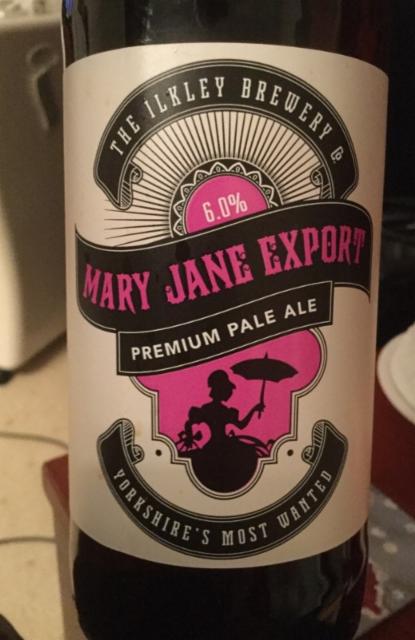 THE ILKLEY BREWERY Co
6.0%
MARY JANE EXPORT
PREMIUM PALE ALE
YORKSHIRE'S MOST WANTED